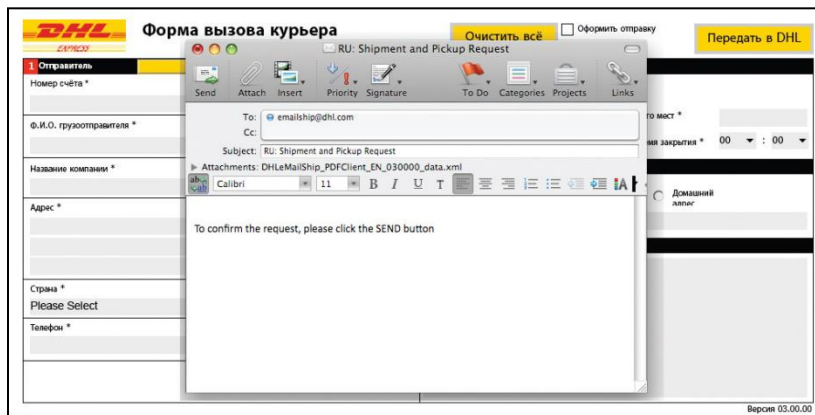 DHL
EXPRESS
Форма вызова курьера
Очистить всё
Оформить отправку
Передать в DHL
1 Отправитель
Номер счёта *
Ф.И.О. грузоотправителя *
Название компании *
Адрес *
Страна *
Please Select
Телефон *
RU: Shipment and Pickup Request
Send Attach Insert Priority Signature To Do Categories Projects Links
To: emailship@dhl.com
Cc:
Subject: RU: Shipment and Pickup Request
Attachments: DHLeMailShip_PDFClient_EN_030000_data.xml
Calibri 11 B I U T A
To confirm the request, please click the SEND button
мест *
закрытия * 00 : 00
Домашний
адрес
Версия 03.00.00